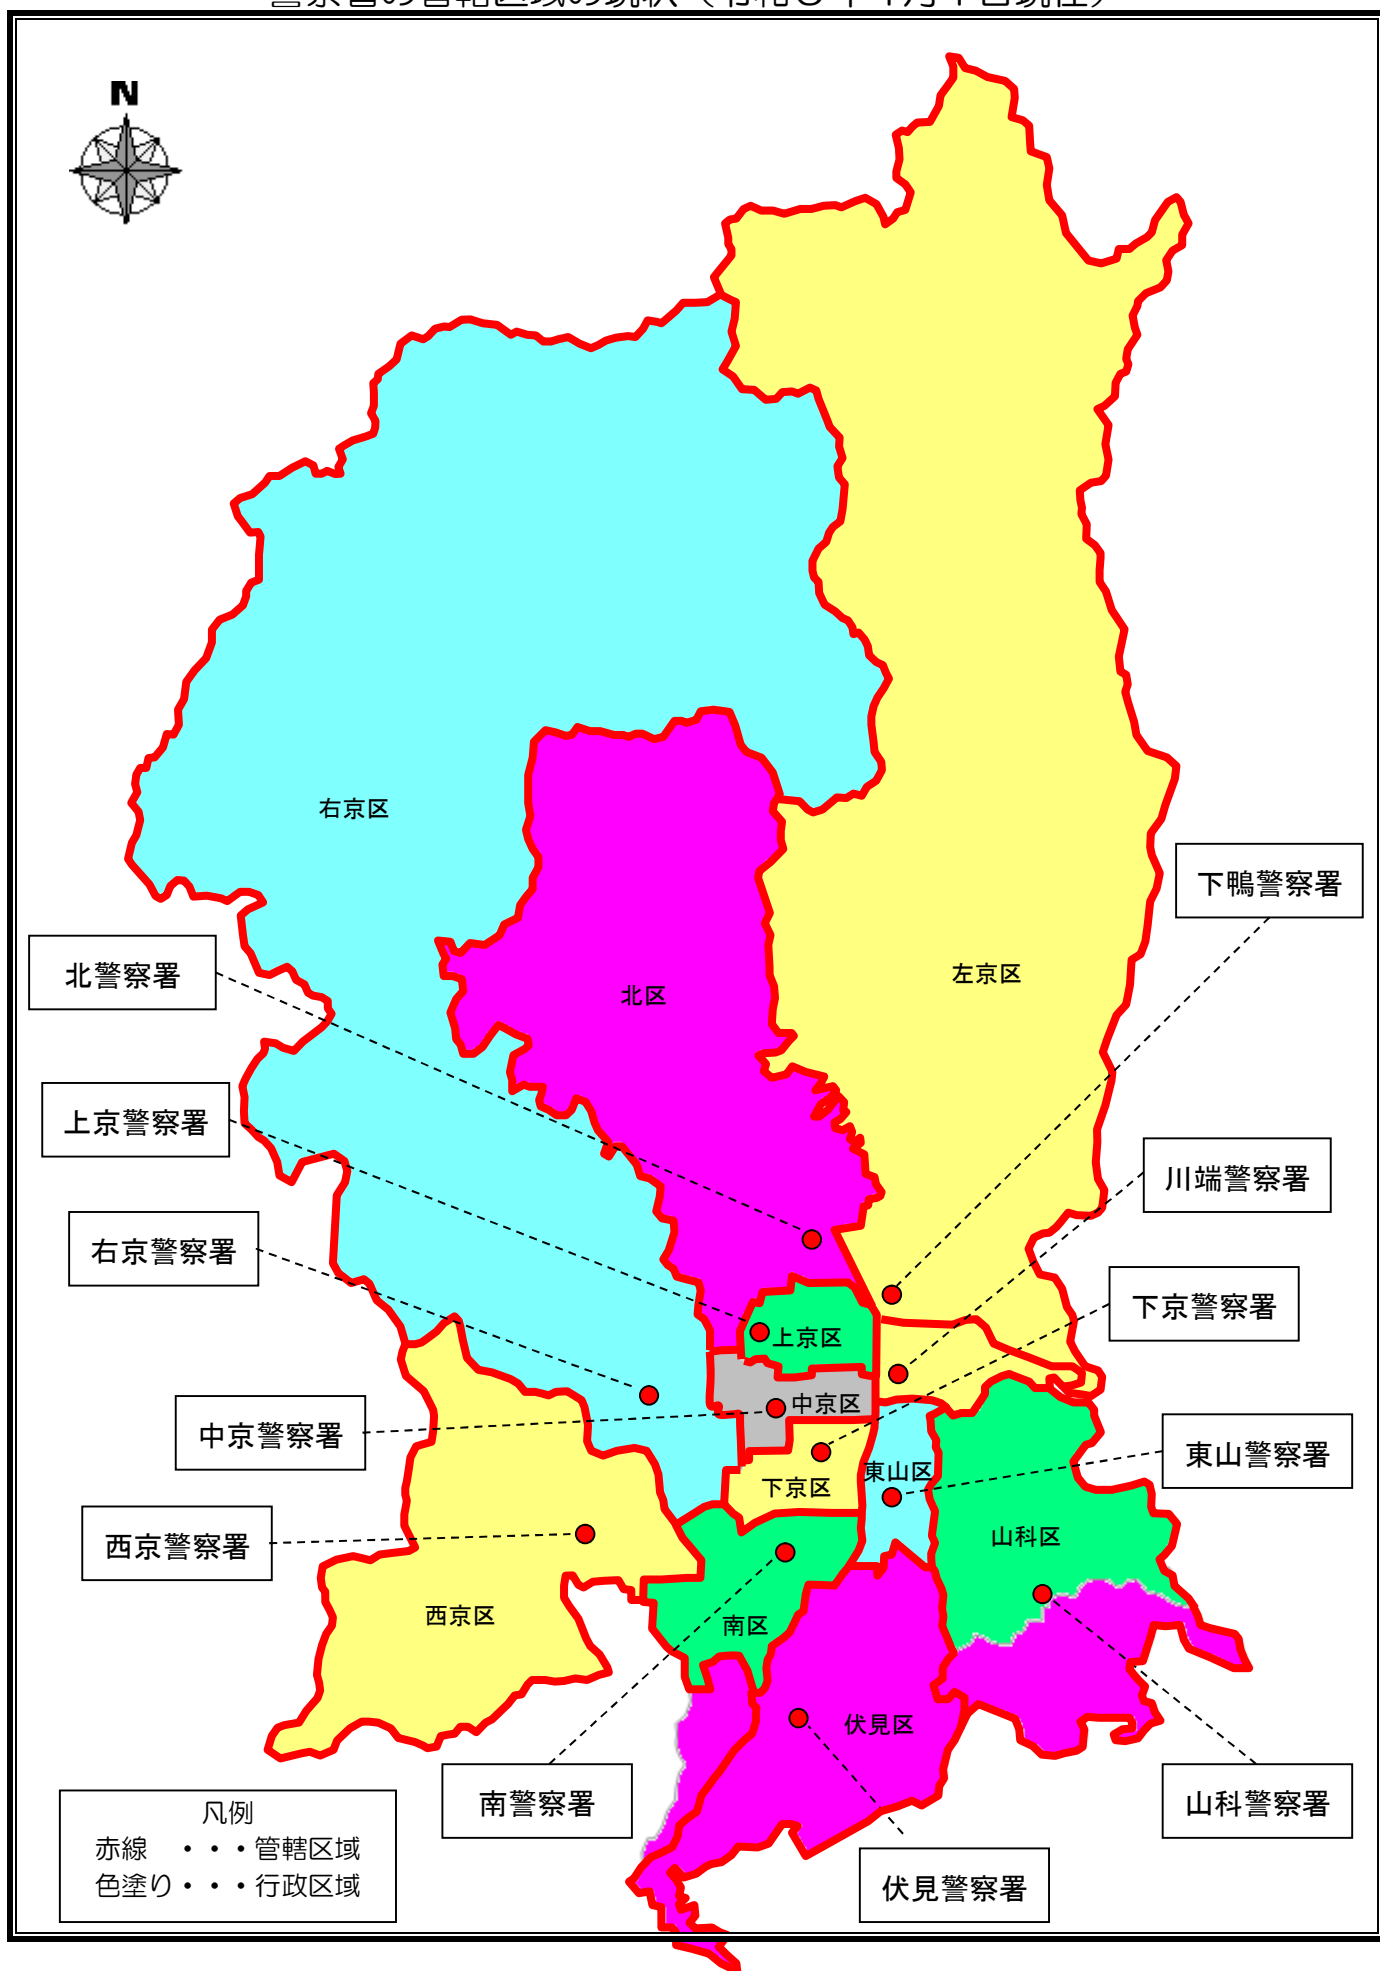 N
右京区
下鴨警察署
左京区
北警察署
北区
上京警察署
川端警察署
右京警察署
下京警察署
上京区
中京区
中京警察署
東山警察署
東山区
下京区
山科区
西京警察署
西京区
南区
伏見区
南警察署
山科警察署
伏見警察署
凡例
赤線 ・・・管轄区域
色塗り・・・行政区域